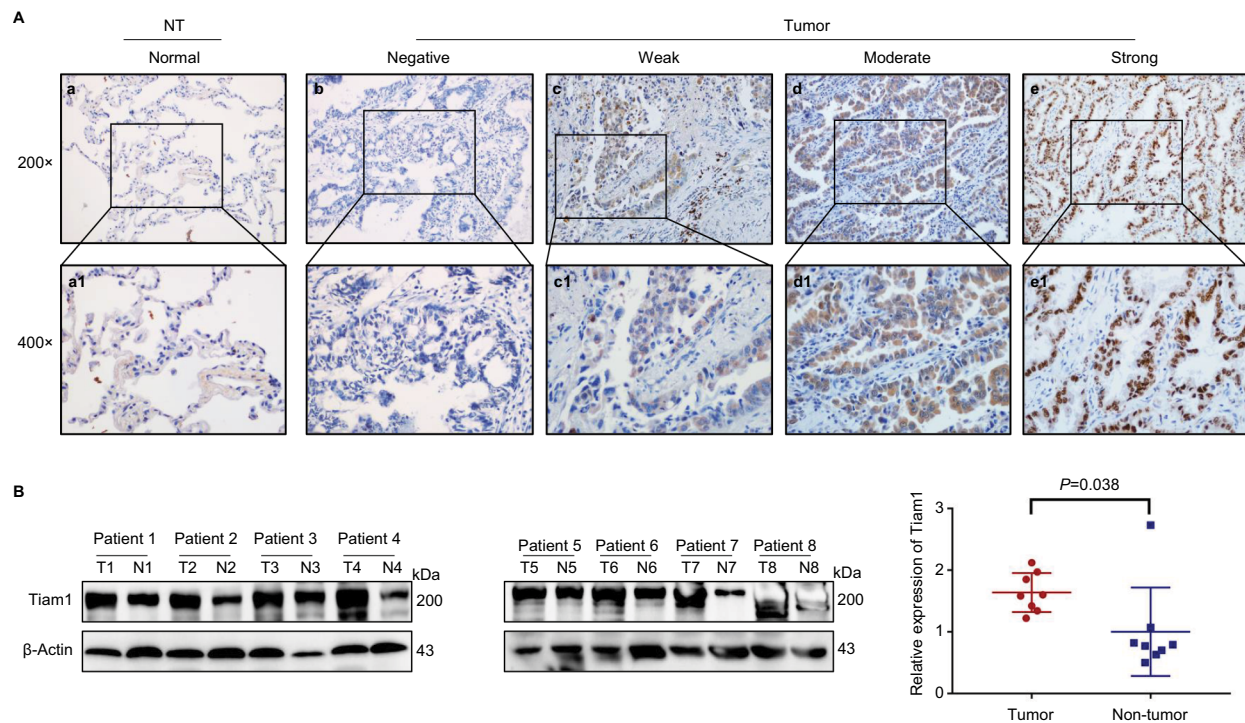 A
NT
Tumor
Normal
Negative
Weak
Moderate
Strong
a
b
c
d
e
200×
a1
c1
d1
e1
400×
B
Patient 1 Patient 2 Patient 3 Patient 4
T1 N1 T2 N2 T3 N3 T4 N4
kDa
Tiam1
200
β-Actin
43
Patient 5 Patient 6 Patient 7 Patient 8
T5 N5 T6 N6 T7 N7 T8 N8
kDa
200
43
P=0.038
Relative expression of Tiam1
3
2
1
0
Tumor
Non-tumor